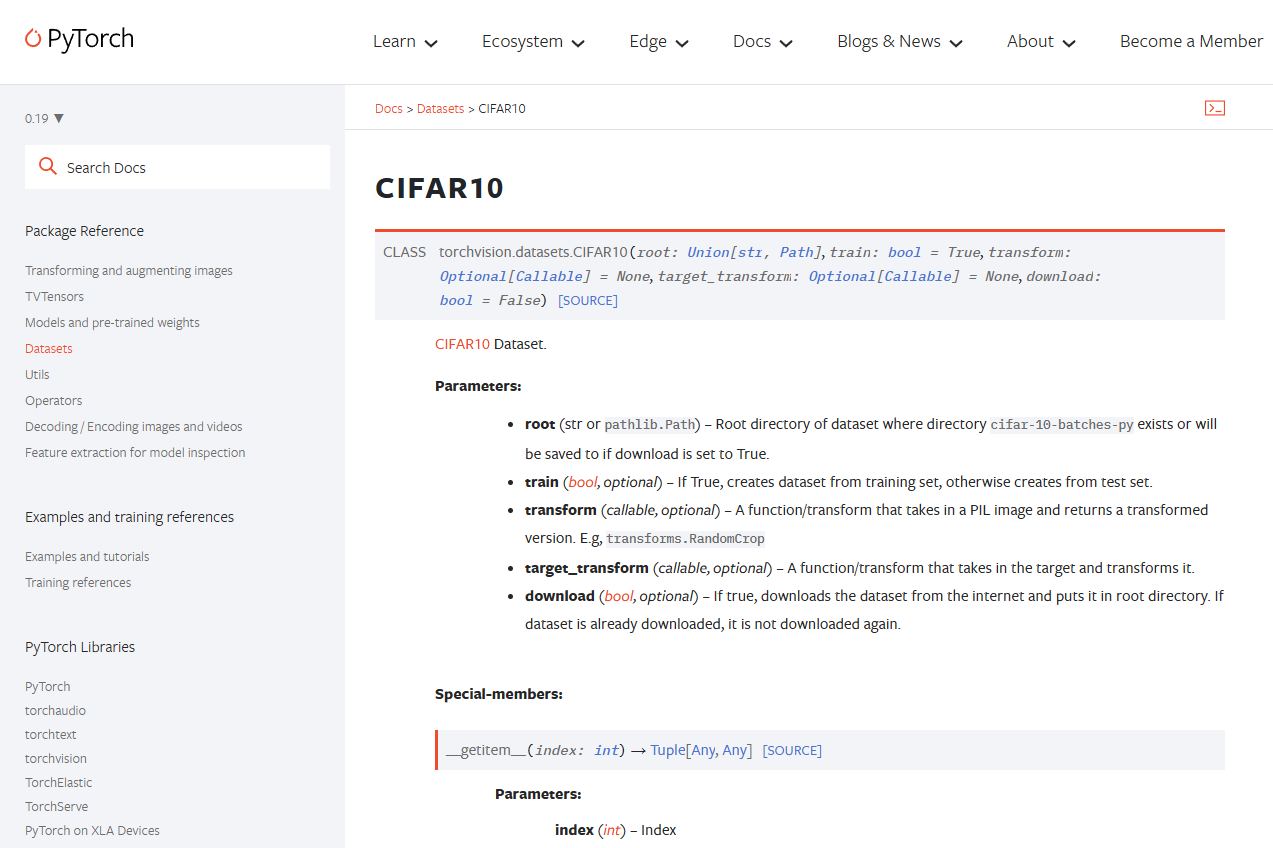 PyTorch
Learn
Ecosystem
Edge
Docs
Blogs & News
About
Become a Member
0.19 ▼
Search Docs
Package Reference
Transforming and augmenting images
TVTensors
Models and pre-trained weights
Datasets
Utils
Operators
Decoding / Encoding images and videos
Feature extraction for model inspection
Examples and training references
Examples and tutorials
Training references
PyTorch Libraries
PyTorch
torchaudio
torchtext
torchvision
TorchElastic
TorchServe
PyTorch on XLA Devices
Docs > Datasets > CIFAR10
CIFAR10
CLASS torchvision.datasets.CIFAR10(root: Union[str, Path], train: bool = True, transform:
Optional[Callable] = None, target_transform: Optional[Callable] = None, download:
bool = False) [SOURCE]
CIFAR10 Dataset.
Parameters:
• root (str or pathlib.Path) – Root directory of dataset where directory cifar-10-batches-py exists or will
be saved to if download is set to True.
• train (bool, optional) – If True, creates dataset from training set, otherwise creates from test set.
• transform (callable, optional) – A function/transform that takes in a PIL image and returns a transformed
version. E.g, transforms.RandomCrop
• target_transform (callable, optional) – A function/transform that takes in the target and transforms it.
• download (bool, optional) – If true, downloads the dataset from the internet and puts it in root directory. If
dataset is already downloaded, it is not downloaded again.
Special-members:
__getitem__(index: int) → Tuple[Any, Any] [SOURCE]
Parameters:
index (int) – Index